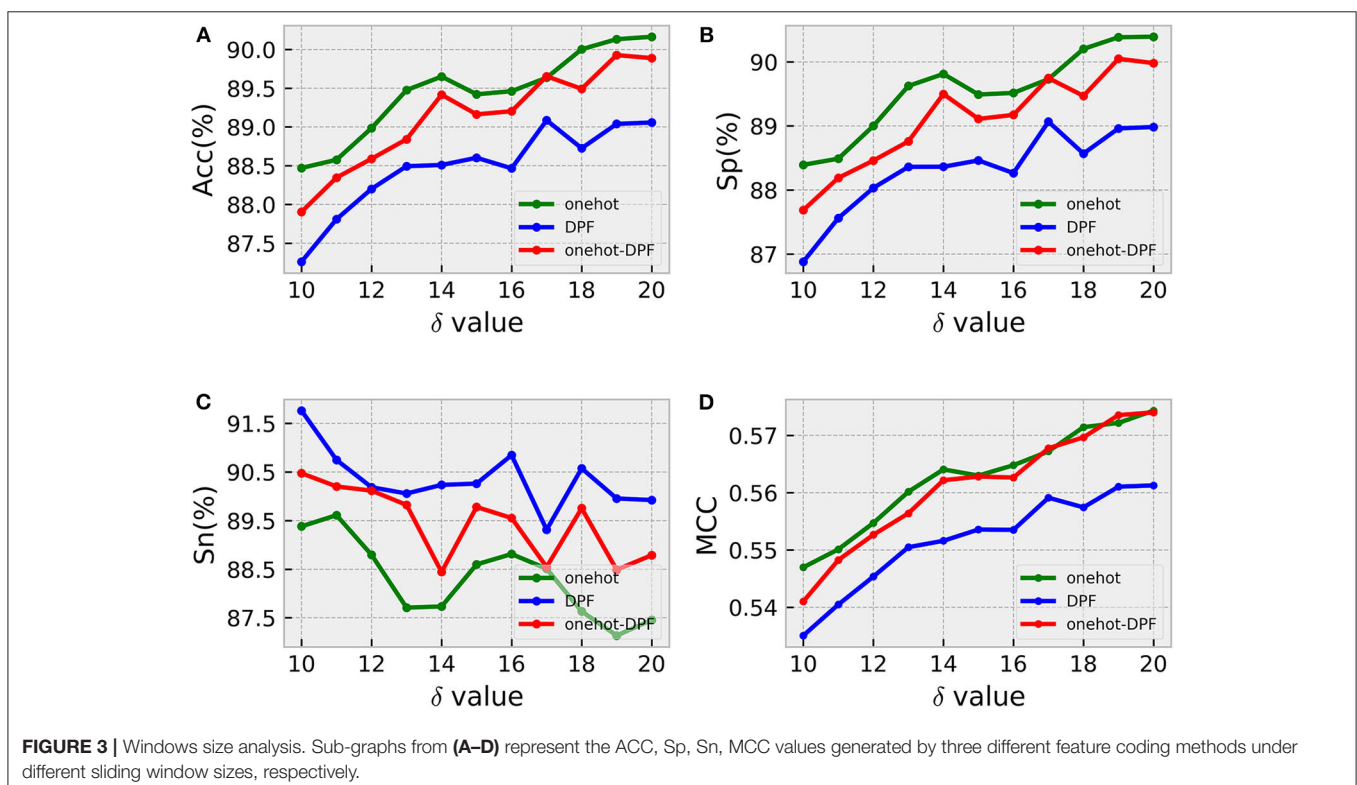 A
Acc(%)
90.0
89.5
89.0
88.5
88.0
87.5
onehot
DPF
onehot-DPF
10 12 14 16 18 20
δ value
B
Sp(%)
90
89
88
87
onehot
DPF
onehot-DPF
10 12 14 16 18 20
δ value
C
Sn(%)
91.5
90.5
89.5
88.5
87.5
onehot
DPF
onehot-DPF
10 12 14 16 18 20
δ value
D
MCC
0.57
0.56
0.55
0.54
onehot
DPF
onehot-DPF
10 12 14 16 18 20
δ value
FIGURE 3 | Windows size analysis. Sub-graphs from (A–D) represent the ACC, Sp, Sn, MCC values generated by three different feature coding methods under
different sliding window sizes, respectively.